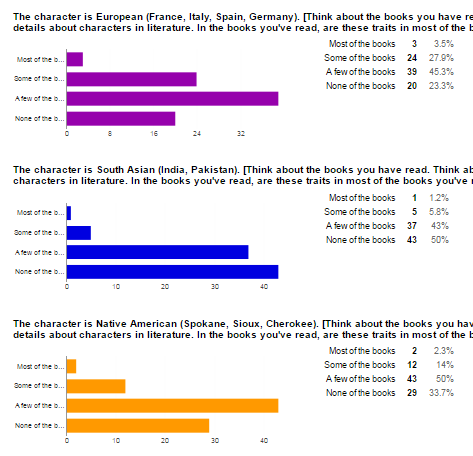 The character is European (France, Italy, Spain, Germany). [Think about the books you have re
details about characters in literature. In the books you've read, are these traits in most of the b
Most of the books 3 3.5%
Some of the books 24 27.9%
A few of the books 39 45.3%
None of the books 20 23.3%
Most of the b...
Some of the b...
A few of the b...
None of the b...
0 8 16 24 32
The character is South Asian (India, Pakistan). [Think about the books you have read. Think ab
characters in literature. In the books you've read, are these traits in most of the books you've r
Most of the books 1 1.2%
Some of the books 5 5.8%
A few of the books 37 43%
None of the books 43 50%
Most of the b...
Some of the b...
A few of the b...
None of the b...
0 10 20 30 40
The character is Native American (Spokane, Sioux, Cherokee). [Think about the books you hav
details about characters in literature. In the books you've read, are these traits in most of the b
Most of the books 2 2.3%
Some of the books 12 14%
A few of the books 43 50%
None of the books 29 33.7%
Most of the b...
Some of the b...
A few of the b...
None of the b...
0 10 20 30 40